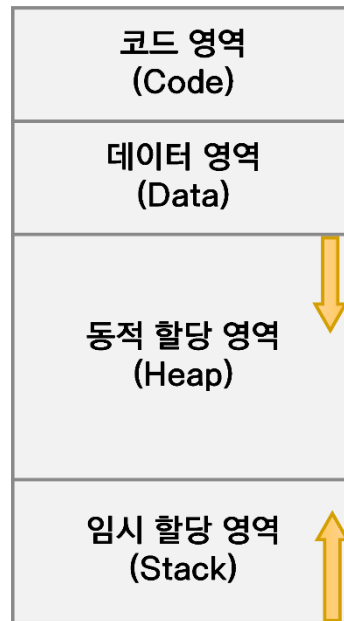 코드 영역
(Code)
데이터 영역
(Data)
동적 할당 영역
(Heap)
임시 할당 영역
(Stack)